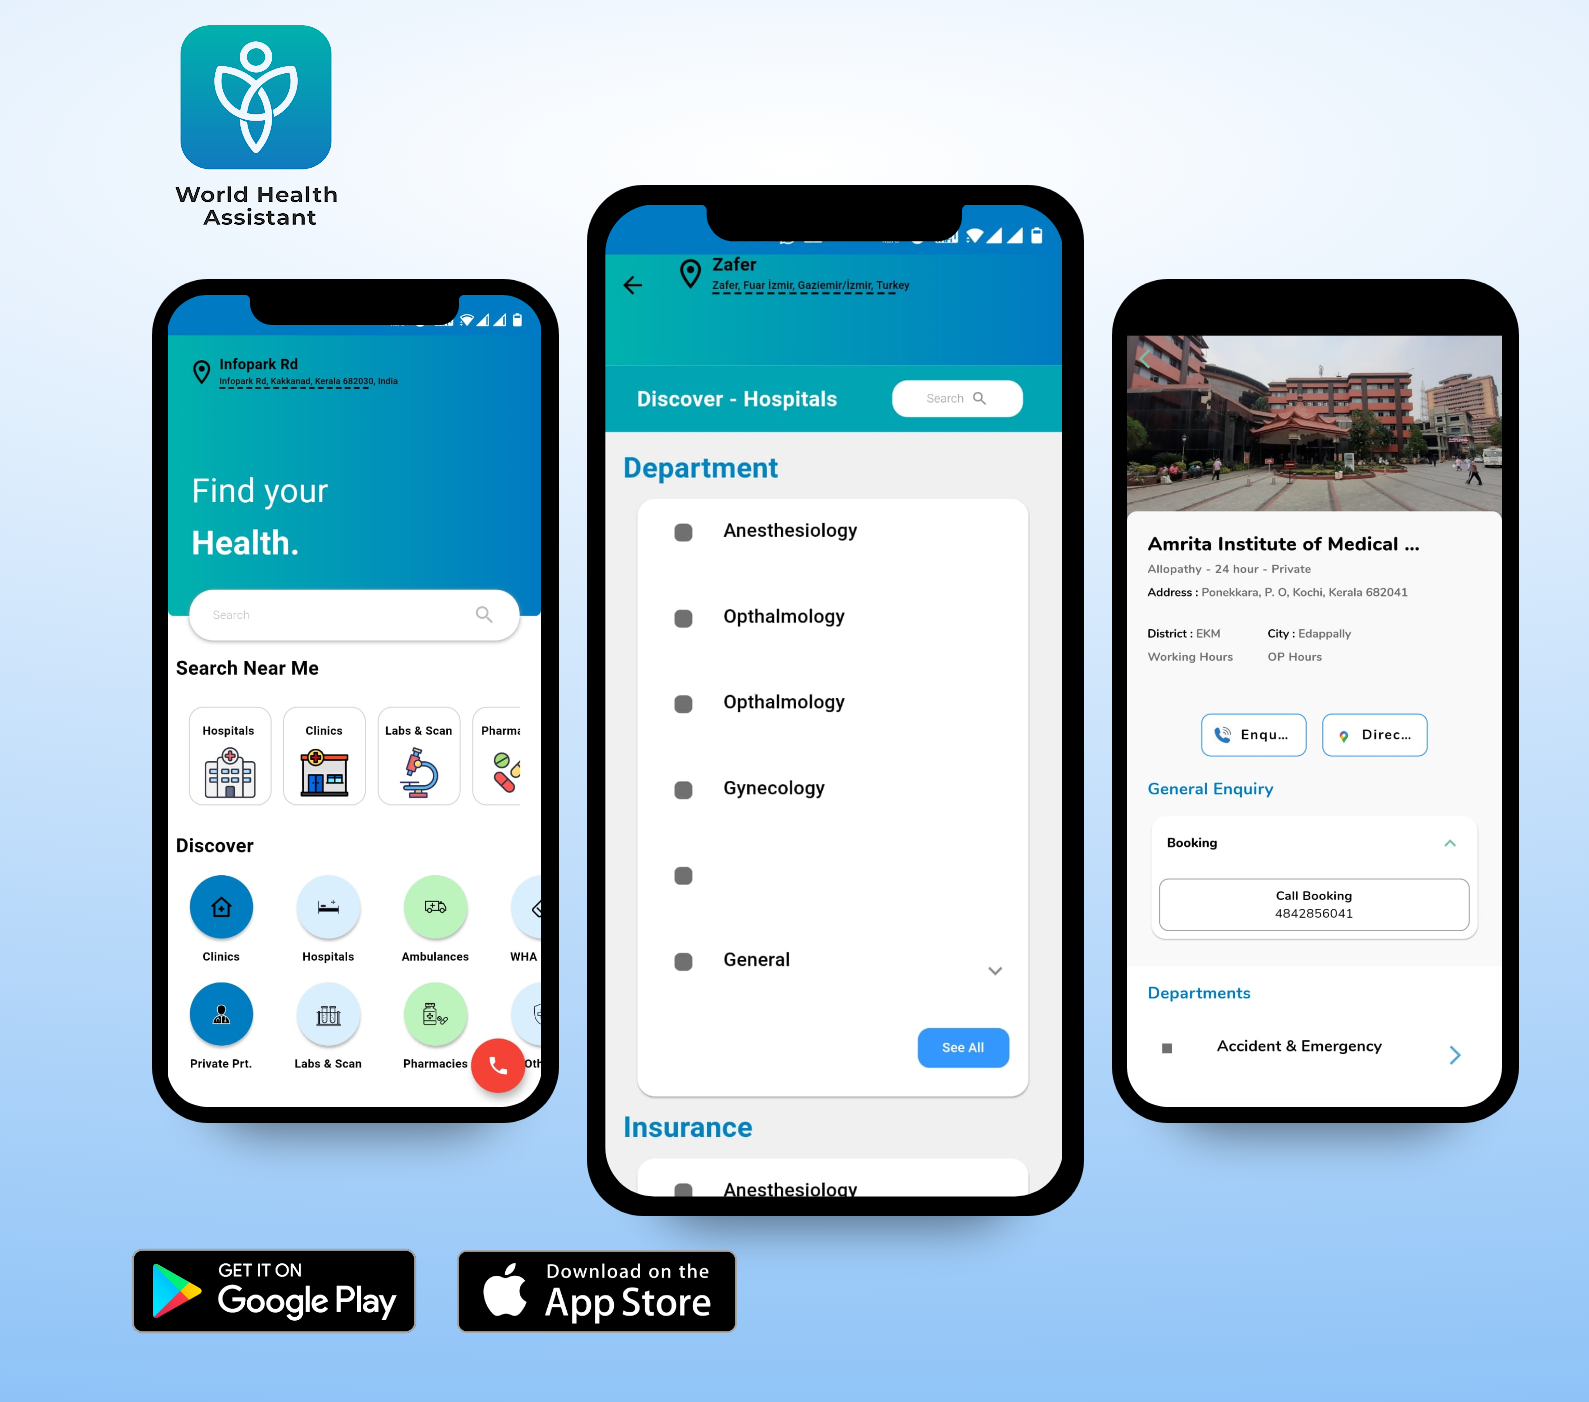 World Health
Assistant
Infopark Rd
Infopark Rd, Kakkanad, Kerala 682030, India
Find your
Health.
Search
Search Near Me
Hospitals
Clinics
Labs & Scan
Pharma
Discover
Clinics
Hospitals
Ambulances
WHA
Private Prt.
Labs & Scan
Pharmacies
Oth
Zafer
Zafer, Fuar İzmir, Gaziemir/İzmir, Turkey
Discover - Hospitals
Search
Department
Anesthesiology
Opthalmology
Opthalmology
Gynecology
General
See All
Insurance
Anesthesiology
Amrita Institute of Medical ...
Allopathy - 24 hour - Private
Address : Ponekkara, P. O, Kochi, Kerala 682041
District : EKM City : Edappally
Working Hours OP Hours
Enqu... Direc...
General Enquiry
Booking
Call Booking
4842856041
Departments
Accident & Emergency
GET IT ON
Google Play
Download on the
App Store